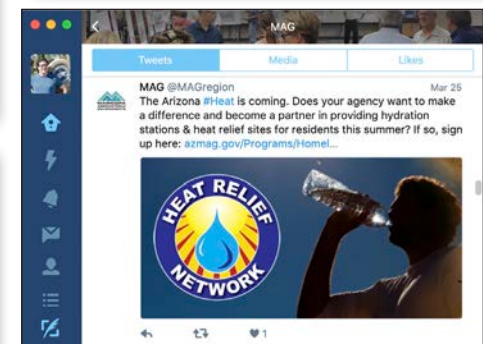 MAG
Tweets
Media
Likes
MAG @MAGregion
Mar 25
The Arizona #Heat is coming. Does your agency want to make
a difference and become a partner in providing hydration
stations & heat relief sites for residents this summer? If so, sign
up here: azmag.gov/Programs/Homel...
HEAT RELIEF
NETWORK
1